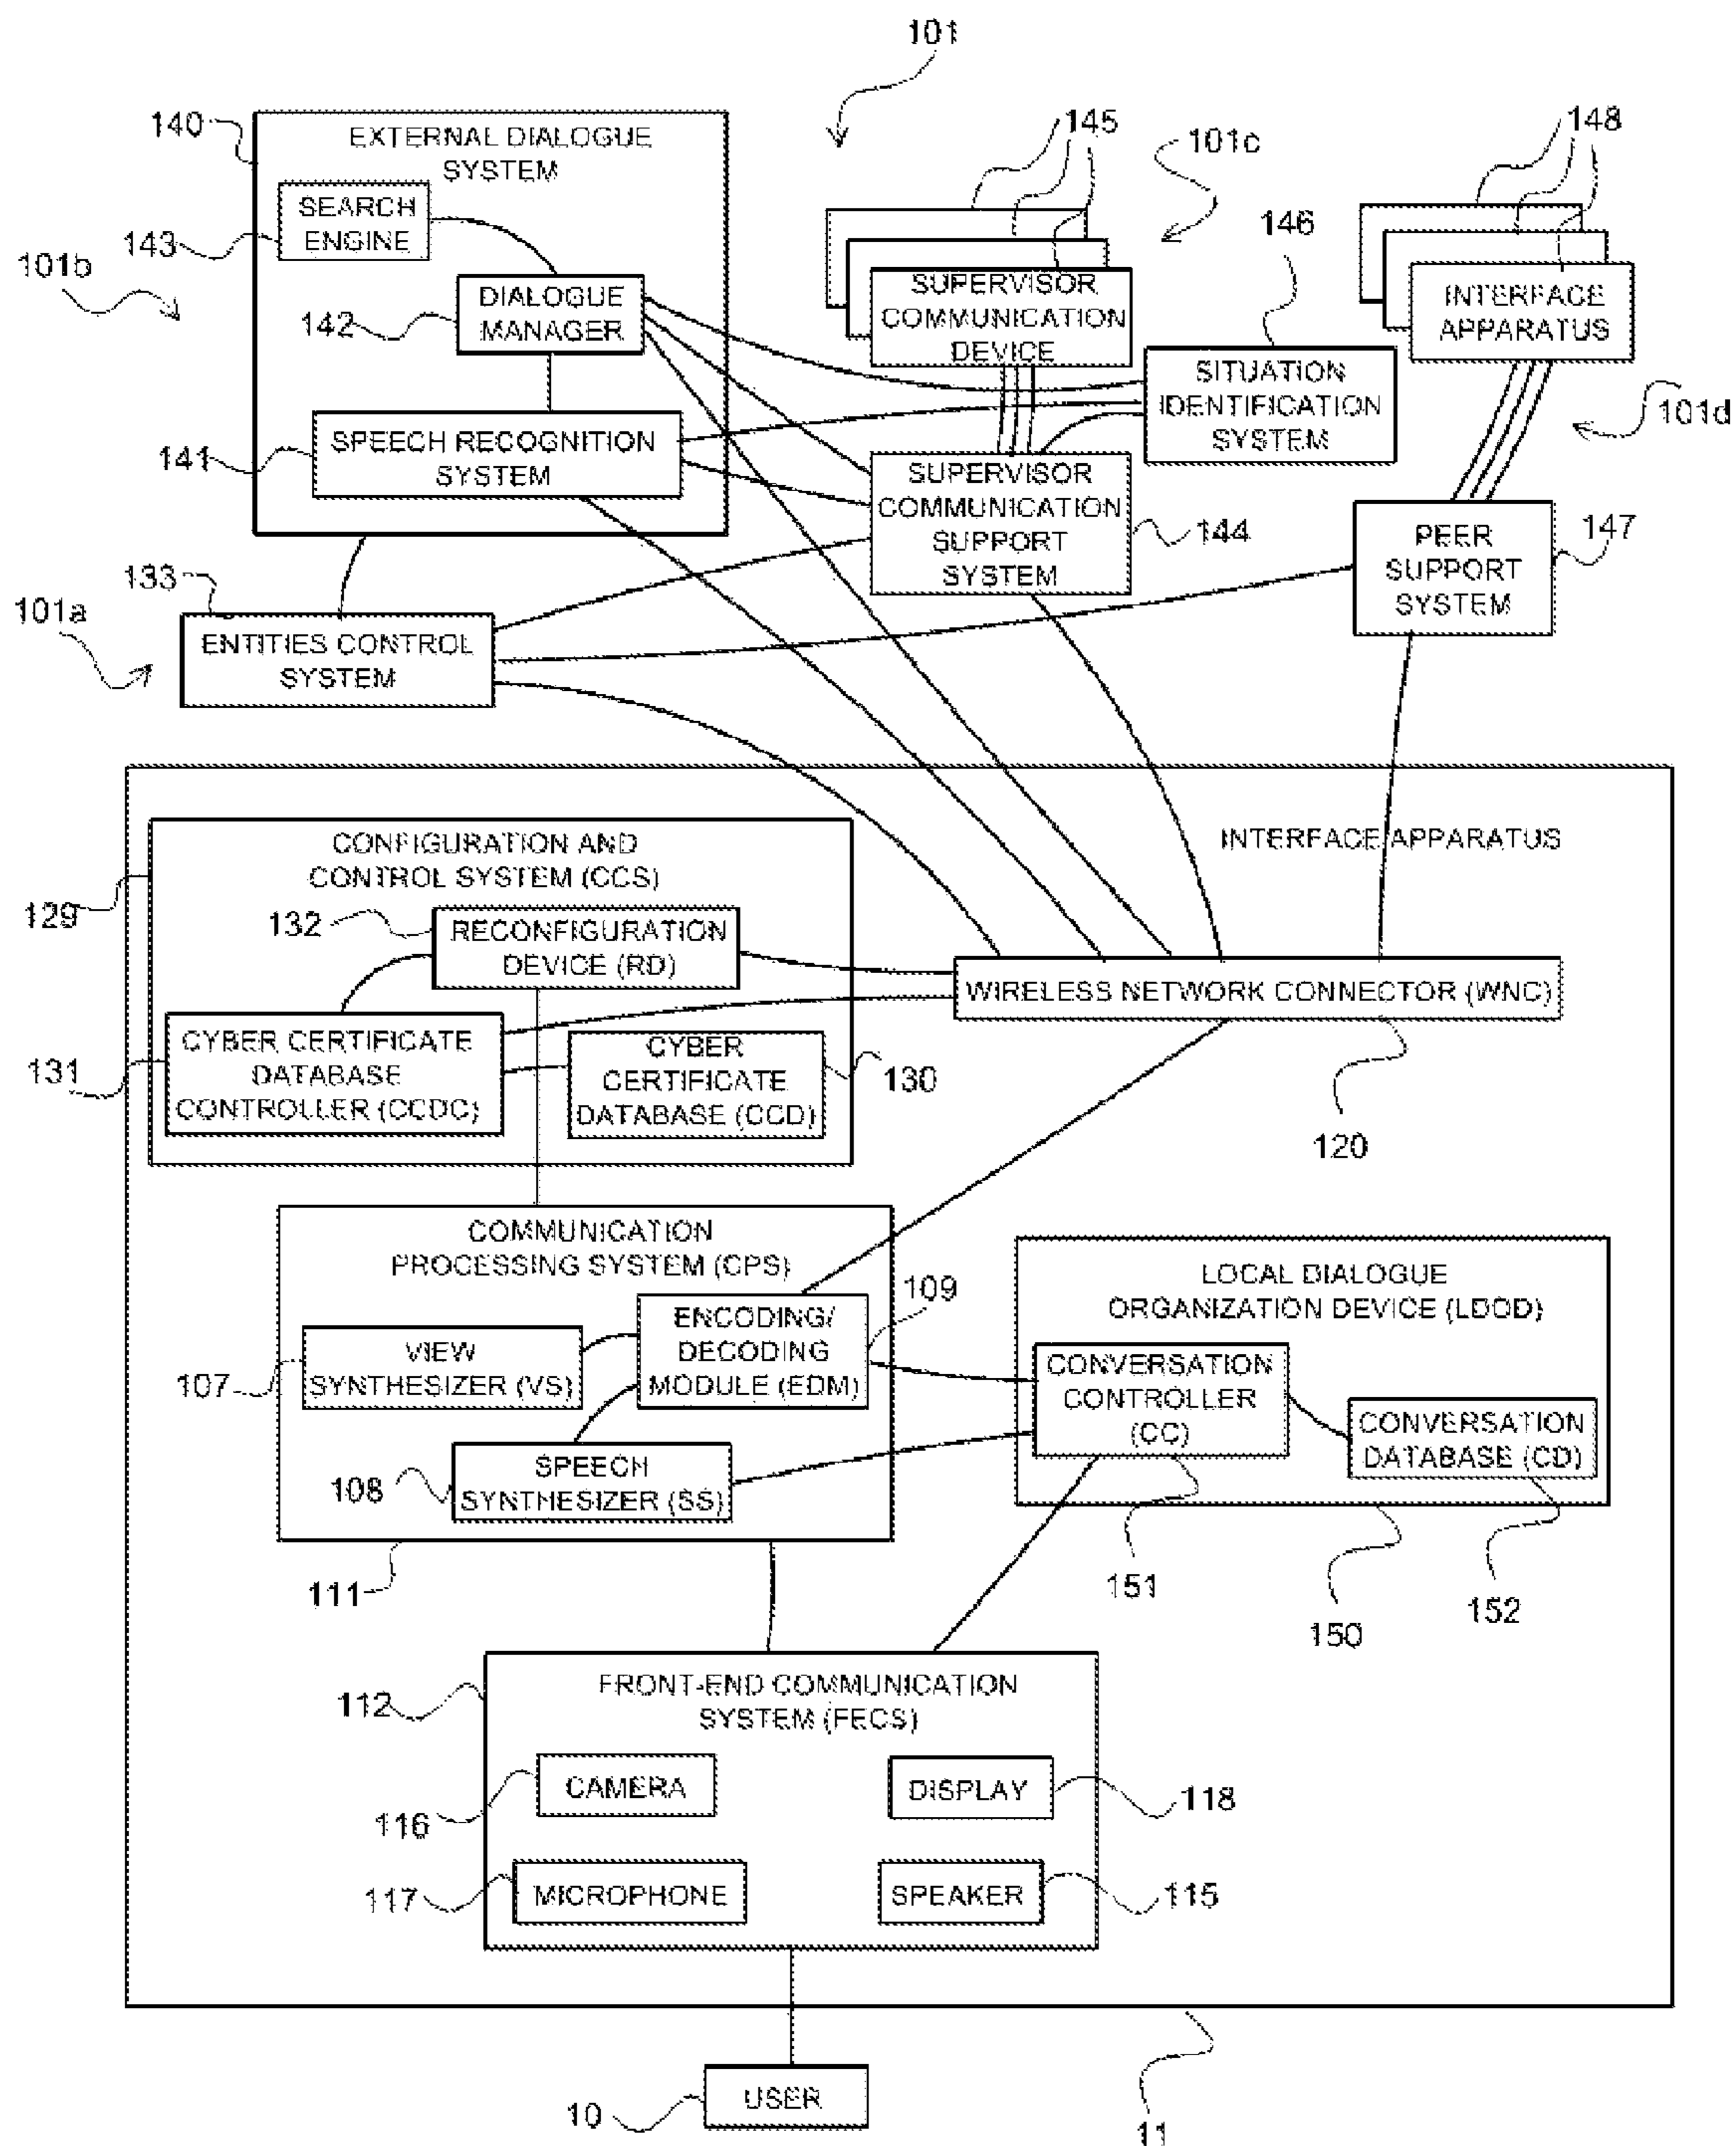 101
140
EXTERNAL DIALOGUE
SYSTEM
145
101c
148
SEARCH
ENGINE
143
101b
146
DIALOGUE
MANAGER
142
SUPERVISOR
COMMUNICATION
DEVICE
INTERFACE
APPARATUS
SITUATION
IDENTIFICATION
SYSTEM
101d
SPEECH RECOGNITION
SYSTEM
141
SUPERVISOR
COMMUNICATION
SUPPORT
SYSTEM
144
PEER
SUPPORT
SYSTEM
147
133
101a
ENTITIES CONTROL
SYSTEM
CONFIGURATION AND
CONTROL SYSTEM (CCS)
INTERFACE APPARATUS
129
132
RECONFIGURATION
DEVICE (RD)
WIRELESS NETWORK CONNECTOR (WNC)
131
CYBER CERTIFICATE
DATABASE
CONTROLLER (CCDC)
CYBER
CERTIFICATE
DATABASE (CCD)
130
120
COMMUNICATION
PROCESSING SYSTEM (CPS)
109
LOCAL DIALOGUE
ORGANIZATION DEVICE (LDOD)
ENCODING/
DECODING
MODULE (EDM)
VIEW
SYNTHESIZER (VS)
107
CONVERSATION
CONTROLLER
(CC)
CONVERSATION
DATABASE (CD)
108
SPEECH
SYNTHESIZER (SS)
111
151
150
152
112
FRONT-END COMMUNICATION
SYSTEM (FECS)
CAMERA
116
DISPLAY
118
117
MICROPHONE
SPEAKER
115
10
USER
11